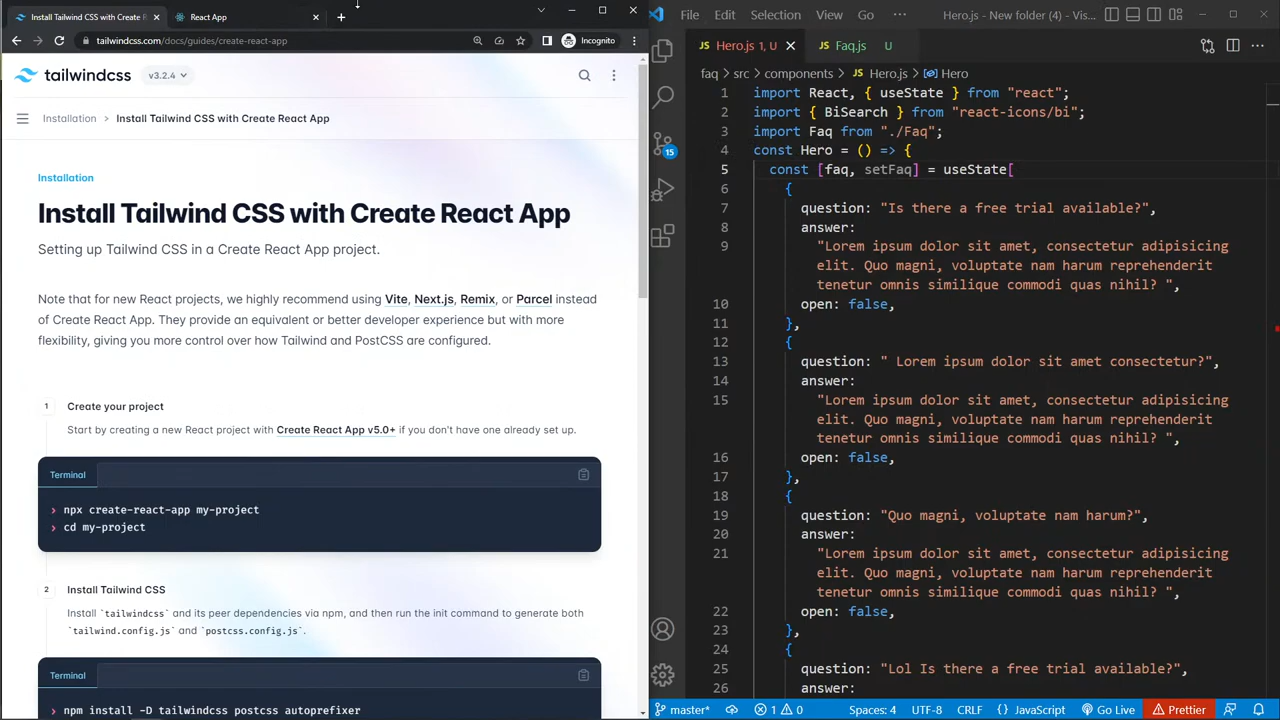 Install Tailwind CSS with Create R
React App
tailwindcss.com/docs/guides/create-react-app
Incognito
tailwindcss
v3.2.4
Installation > Install Tailwind CSS with Create React App
Installation
Install Tailwind CSS with Create React App
Setting up Tailwind CSS in a Create React App project.
Note that for new React projects, we highly recommend using Vite, Next.js, Remix, or Parcel instead
of Create React App. They provide an equivalent or better developer experience but with more
flexibility, giving you more control over how Tailwind and PostCSS are configured.
1 Create your project
Start by creating a new React project with Create React App v5.0+ if you don't have one already set up.
Terminal
> npx create-react-app my-project
> cd my-project
2 Install Tailwind CSS
Install `tailwindcss` and its peer dependencies via npm, and then run the init command to generate both
`tailwind.config.js` and `postcss.config.js`.
Terminal
> npm install -D tailwindcss postcss autoprefixer
File Edit Selection View Go ··· Hero.js - New folder (4) - Vis...
JS Hero.js 1, U
JS Faq.js U
faq > src > components > JS Hero.js > Hero
1 import React, { useState } from "react";
2 import { BiSearch } from "react-icons/bi";
3 import Faq from "./Faq";
4 const Hero = () => {
5 const [faq, setFaq] = useState[
6 {
7 question: "Is there a free trial available?",
8 answer:
9 "Lorem ipsum dolor sit amet, consectetur adipisicing
elit. Quo magni, voluptate nam harum reprehenderit
tenetur omnis similique commodi quas nihil? ",
10 open: false,
11 },
12 {
13 question: " Lorem ipsum dolor sit amet consectetur?",
14 answer:
15 "Lorem ipsum dolor sit amet, consectetur adipisicing
elit. Quo magni, voluptate nam harum reprehenderit
tenetur omnis similique commodi quas nihil? ",
16 open: false,
17 },
18 {
19 question: "Quo magni, voluptate nam harum?",
20 answer:
21 "Lorem ipsum dolor sit amet, consectetur adipisicing
elit. Quo magni, voluptate nam harum reprehenderit
tenetur omnis similique commodi quas nihil? ",
22 open: false,
23 },
24 {
25 question: "Lol Is there a free trial available?",
26 answer:
15
master* 1 0 Spaces: 4 UTF-8 CRLF {} JavaScript Go Live Prettier